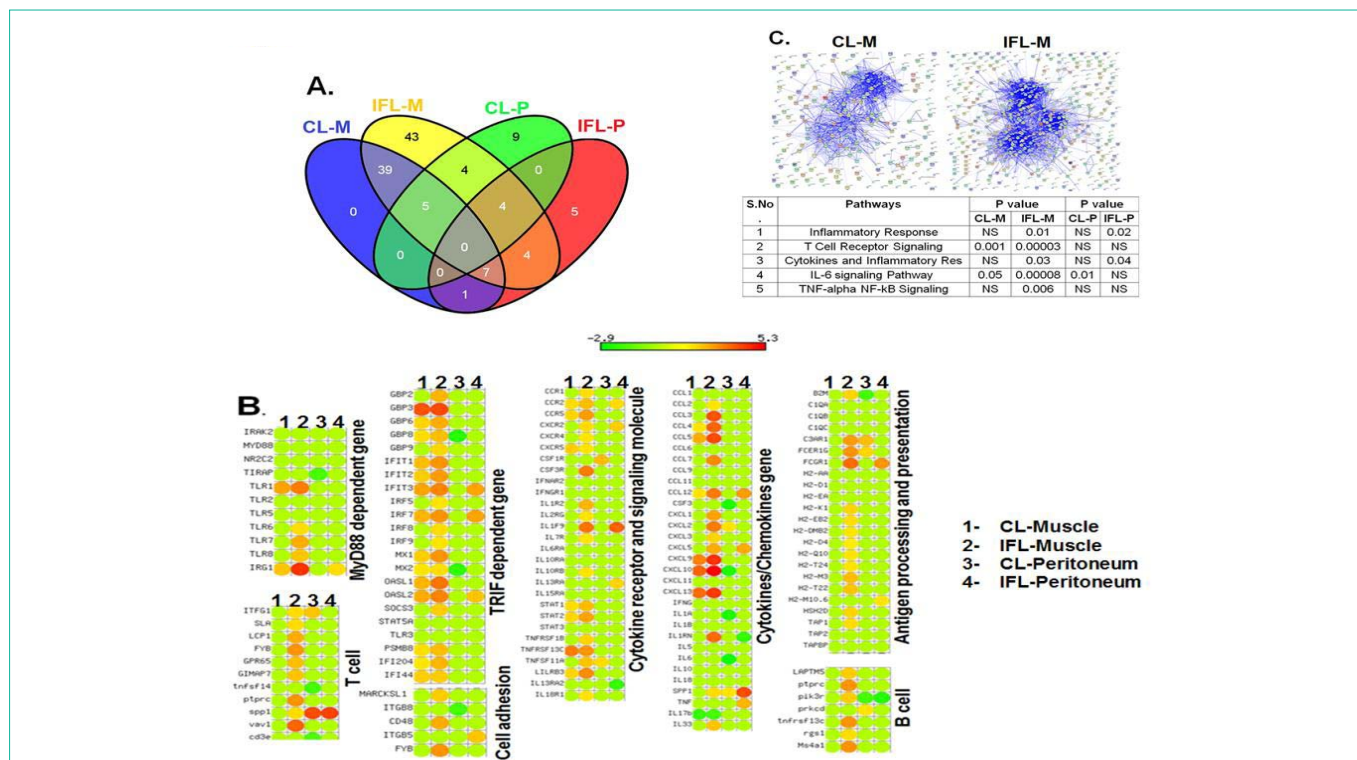 A.
CL-M
IFL-M
CL-P
IFL-P
43
9
39
4
0
0
5
4
5
0
0
4
0
7
1
C.
CL-M
IFL-M
S.No . Pathways P value P value
CL-M IFL-M CL-P IFL-P
1 Inflammatory Response NS 0.01 NS 0.02
2 T Cell Receptor Signaling 0.001 0.00003 NS NS
3 Cytokines and Inflammatory Res NS 0.03 NS 0.04
4 IL-6 signaling Pathway 0.05 0.00008 0.01 NS
5 TNF-alpha NF-kB Signaling NS 0.006 NS NS
-2.9 5.3
B.
1 2 3 4
IRAK2
MYD88
NR2C2
TIRAP
TLR1
TLR2
TLR5
TLR6
TLR7
TLR8
IRG1
MyD88 dependent gene
ITFG1
SLA
LCP1
FYB
GPR65
GIMAP7
tnfsf14
ptprc
spp1
vav1
cd3e
T cell
1 2 3 4
GBP2
GBP3
GBP6
GBP8
GBP9
IFIT1
IFIT2
IFIT3
IRF5
IRF7
IRF8
IRF9
MX1
MX2
OASL1
OASL2
SOCS3
STAT5A
TLR3
PSMB8
IFI204
IFI44
TRIF dependent gene
MARCKSL1
ITGB8
CD48
ITGB5
FYB
Cell adhesion
1 2 3 4
CCR1
CCR2
CCR5
CXCR2
CXCR4
CXCR5
CSF1R
CSF3R
IFNAR2
IFNGR1
IL1R2
IL2RG
IL1F9
IL7R
IL6RA
IL10RA
IL10RB
IL13RA
IL15RA
STAT1
STAT2
STAT3
TNFRSF1B
TNFRSF13C
TNFSF11A
LILRB3
IL13RA2
IL18R1
Cytokine receptor and signaling molecule
1 2 3 4
CCL1
CCL2
CCL3
CCL4
CCL5
CCL6
CCL7
CCL9
CCL11
CCL12
CSF3
CXCL1
CXCL2
CXCL3
CXCL5
CXCL9
CXCL10
CXCL11
CXCL13
IFNG
IL1A
IL1B
IL1RN
IL5
IL6
IL10
IL18
SPP1
TNF
IL17b
IL33
Cytokines/Chemokines gene
1 2 3 4
B2M
C1QA
C1QB
C1QC
C3AR1
FCER1G
FCGR1
H2-AA
H2-D1
H2-EA
H2-K1
H2-EB2
H2-DMB2
H2-D4
H2-Q10
H2-T24
H2-M3
H2-T22
H2-M10.6
HSH2D
TAP1
TAP2
TAPBP
Antigen processing and presentation
LAPTM5
ptprc
pik3r
prkcd
tnfrsf13c
rgs1
Ms4a1
B cell
1- CL-Muscle
2- IFL-Muscle
3- CL-Peritoneum
4- IFL-Peritoneum